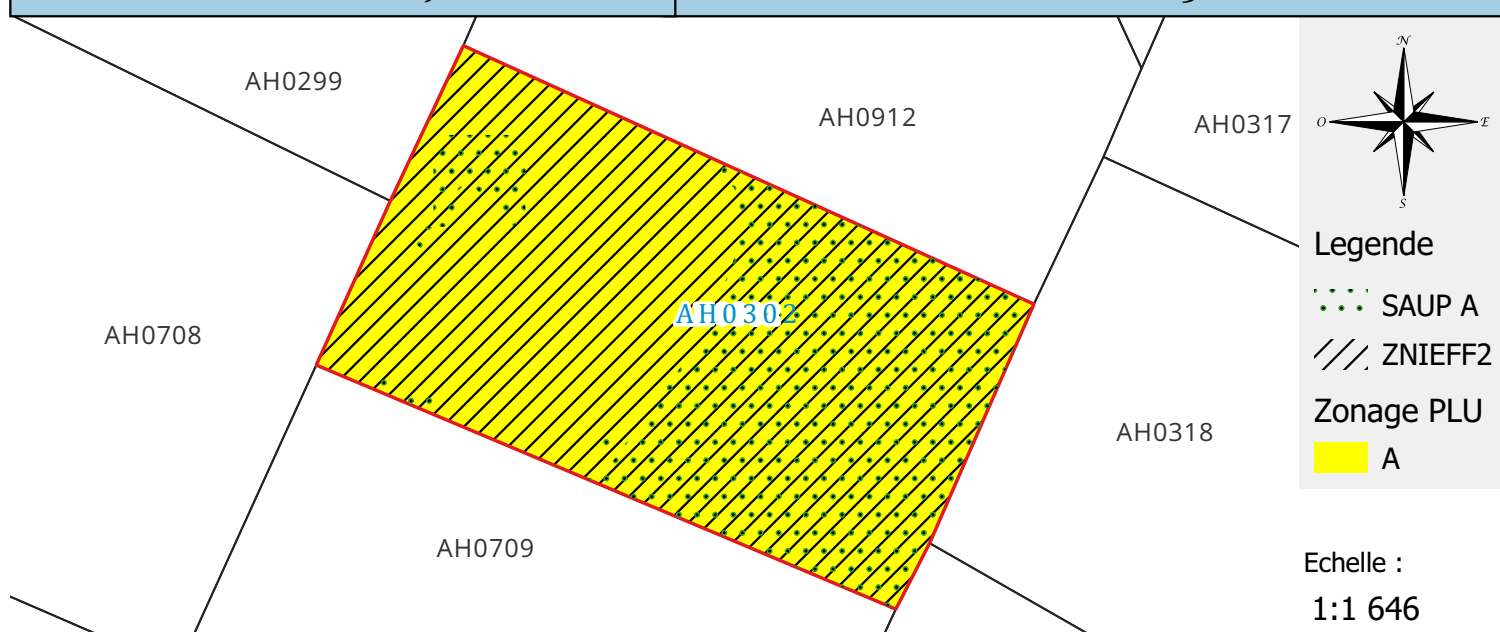 AH0299
AH0912
AH0317
AH0302
AH0708
AH0318
AH0709
N
O
E
S
Legende
SAUP A
ZNIEFF2
Zonage PLU
A
Echelle :
1:1 646